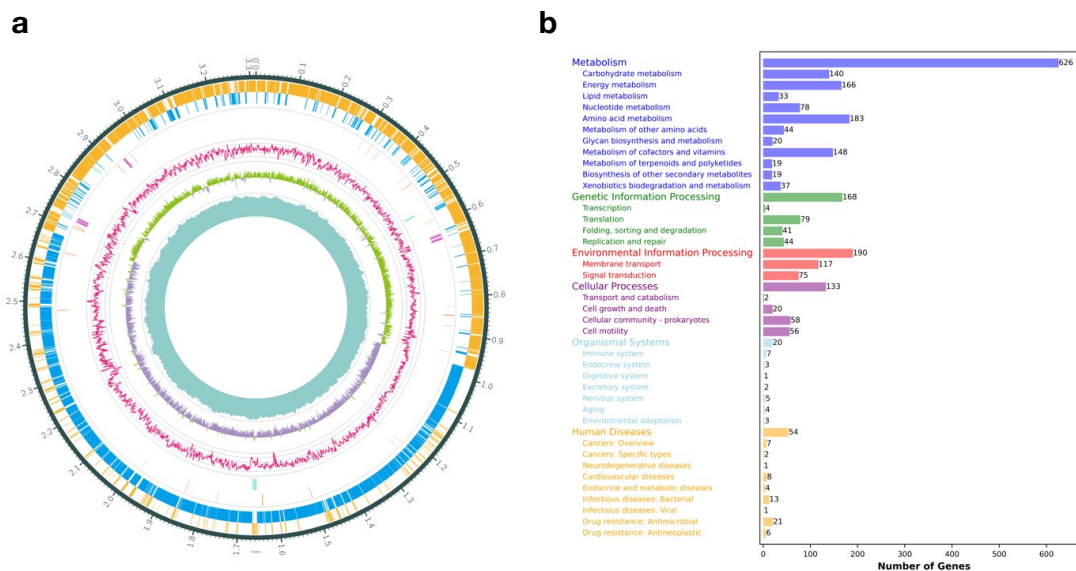 a
b
0.0
0.1
0.2
0.3
0.4
0.5
0.6
0.7
0.8
0.9
1.0
1.1
1.2
1.3
1.4
1.5
1.6
1.7
1.8
1.9
2.0
2.1
2.2
2.3
2.4
2.5
2.6
2.7
2.8
2.9
3.0
3.1
3.2
3.3
Metabolism 626
Carbohydrate metabolism 140
Energy metabolism 166
Lipid metabolism 33
Nucleotide metabolism 78
Amino acid metabolism 183
Metabolism of other amino acids 44
Glycan biosynthesis and metabolism 20
Metabolism of cofactors and vitamins 148
Metabolism of terpenoids and polyketides 19
Biosynthesis of other secondary metabolites 19
Xenobiotics biodegradation and metabolism 37
Genetic Information Processing 168
Transcription 4
Translation 79
Folding, sorting and degradation 41
Replication and repair 44
Environmental Information Processing 190
Membrane transport 117
Signal transduction 75
Cellular Processes 133
Transport and catabolism 2
Cell growth and death 20
Cellular community - prokaryotes 58
Cell motility 56
Organismal Systems 20
Immune system 7
Endocrine system 3
Digestive system 1
Excretory system 2
Nervous system 5
Aging 4
Environmental adaptation 3
Human Diseases 54
Cancers: Overview 7
Cancers: Specific types 2
Neurodegenerative diseases 1
Cardiovascular diseases 8
Endocrine and metabolic diseases 4
Infectious diseases: Bacterial 13
Infectious diseases: Viral 1
Drug resistance: Antimicrobial 21
Drug resistance: Antineoplastic 6
0 100 200 300 400 500 600
Number of Genes